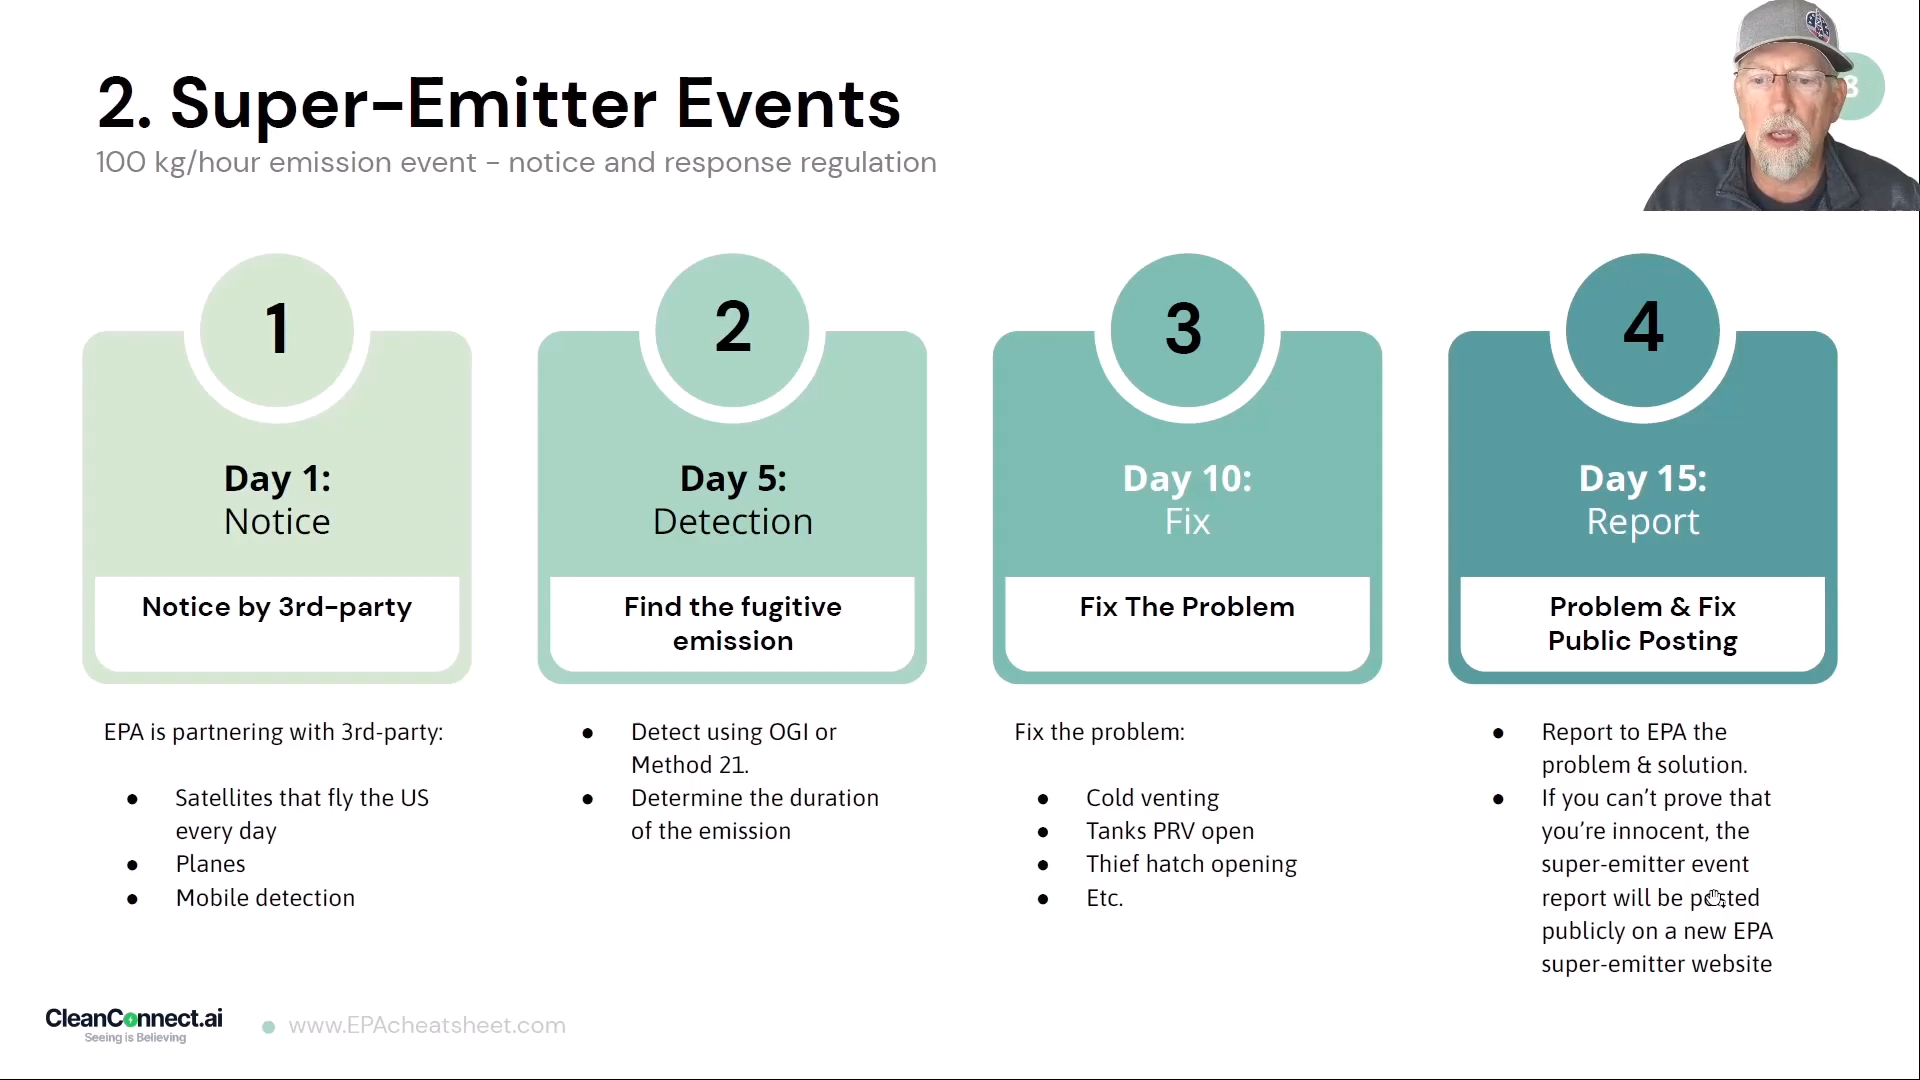 2. Super-Emitter Events
100 kg/hour emission event - notice and response regulation
1
Day 1:
Notice
Notice by 3rd-party
EPA is partnering with 3rd-party:
● Satellites that fly the US
every day
● Planes
● Mobile detection
2
Day 5:
Detection
Find the fugitive
emission
● Detect using OGI or
Method 21.
● Determine the duration
of the emission
3
Day 10:
Fix
Fix The Problem
Fix the problem:
● Cold venting
● Tanks PRV open
● Thief hatch opening
● Etc.
4
Day 15:
Report
Problem & Fix
Public Posting
● Report to EPA the
problem & solution.
● If you can't prove that
you're innocent, the
super-emitter event
report will be posted
publicly on a new EPA
super-emitter website
CleanConnect.ai
Seeing is Believing
www.EPAcheatsheet.com